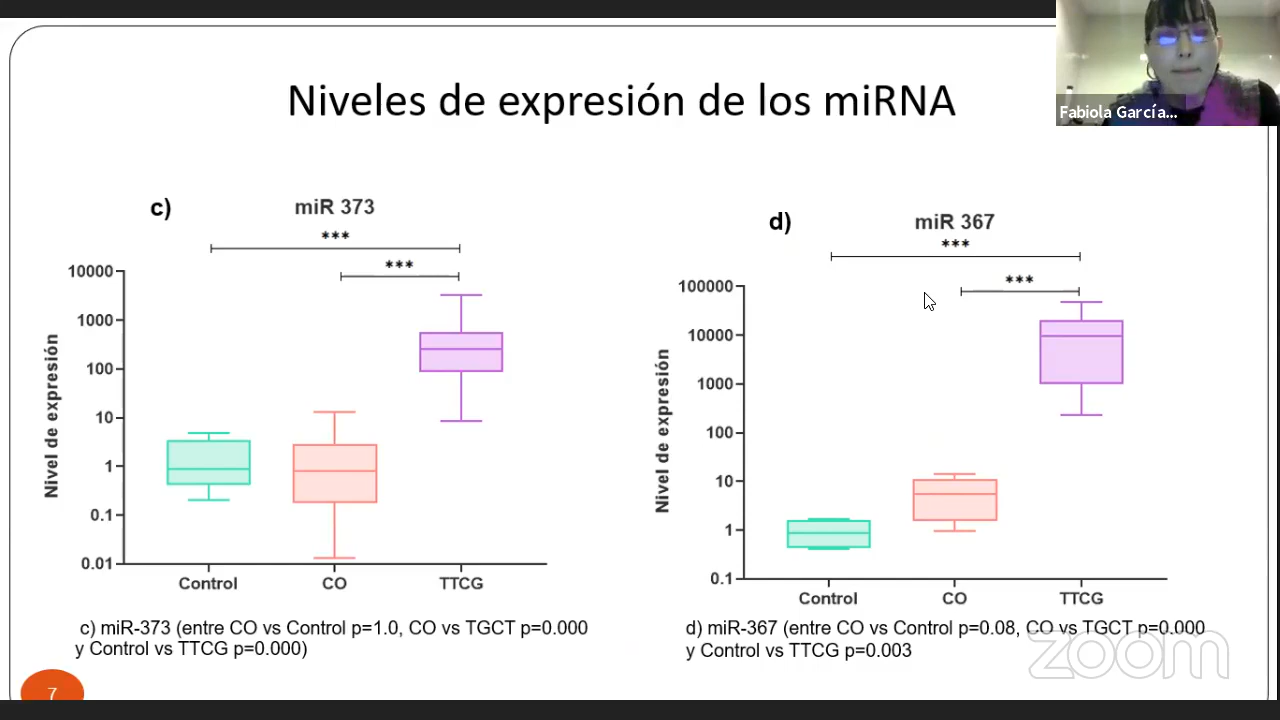 Niveles de expresión de los miRNA
Fabiola García...
c)
miR 373
***
***
10000
1000
100
10
1
0.1
0.01
Nivel de expresión
Control CO TTCG
c) miR-373 (entre CO vs Control p=1.0, CO vs TGCT p=0.000
y Control vs TTCG p=0.000)
d)
miR 367
***
***
100000
10000
1000
100
10
1
0.1
Nivel de expresión
Control CO TTCG
d) miR-367 (entre CO vs Control p=0.08, CO vs TGCT p=0.000
y Control vs TTCG p=0.003
zoom
7